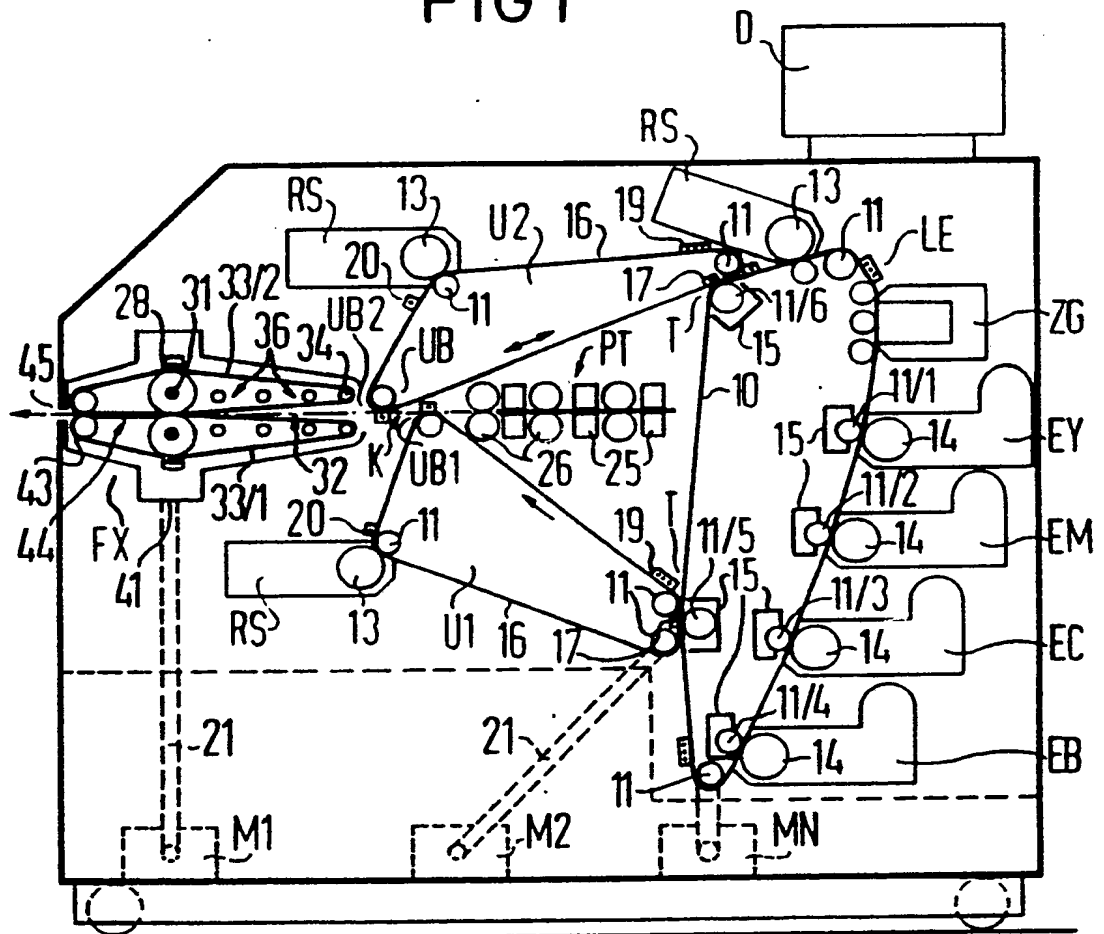 FIG 1
D
RS
13
RS
13
U2
16
19
11
11
LE
20
17
28
31
33/2
36
34
UB2
UB
11
T
15
11/6
ZG
PT
10
11/1
45
15
14
EY
K
UB1
26
25
43
44
FX
33/1
32
11/2
41
20
11
19
T
11/5
15
14
EM
15
11/3
RS
13
U1
16
17
11
14
EC
21
21
11/4
14
EB
11
M1
M2
MN